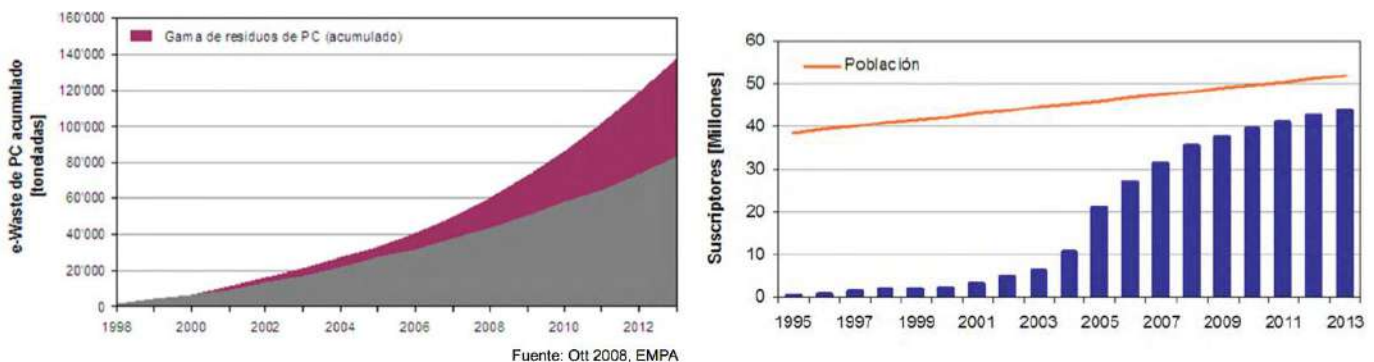 160'000
140'000
120'000
100'000
80'000
60'000
40'000
20'000
0
e-Waste de PC acumulado
[toneladas]
Gama de residuos de PC (acumulado)
1998 2000 2002 2004 2006 2008 2010 2012
Fuente: Ott 2008, EMPA
60
50
40
30
20
10
0
Suscriptores [Millones]
Población
1995 1997 1999 2001 2003 2005 2007 2009 2011 2013